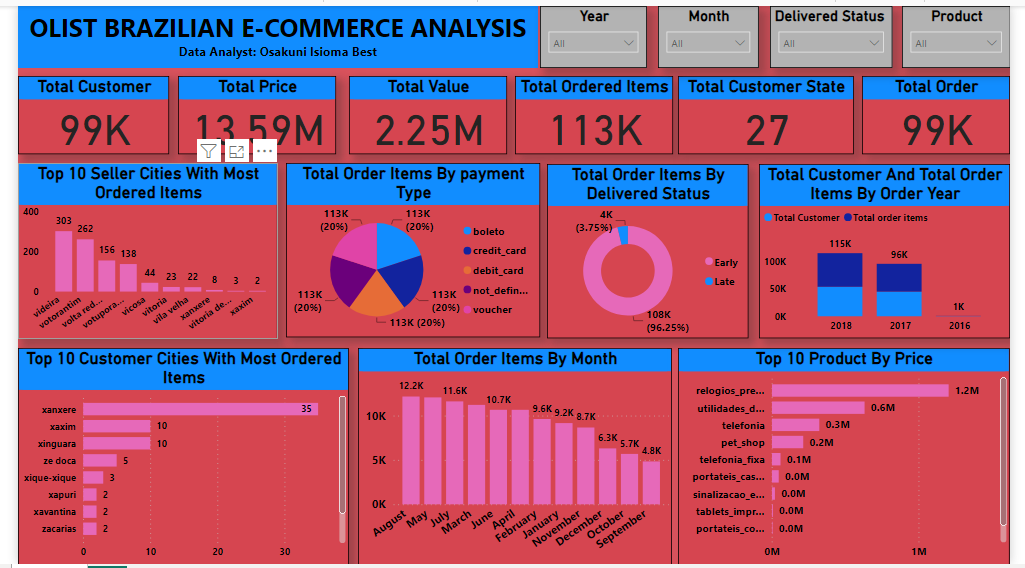 OLIST BRAZILIAN E-COMMERCE ANALYSIS
Data Analyst: Osakuni Isioma Best
Year
All
Month
All
Delivered Status
All
Product
All
Total Customer
99K
Total Price
13.59M
Total Value
2.25M
Total Ordered Items
113K
Total Customer State
27
Total Order
99K
Top 10 Seller Cities With Most
Ordered Items
400
200
0
303
262
156
138
44
23
22
8
3
2
videira
votorantim
volta red...
votupora...
vicosa
vitoria
vila velha
xanxere
vitoria de...
xaxim
Total Order Items By payment
Type
113K
(20%)
113K
(20%)
113K
(20%)
113K
(20%)
113K (20%)
boleto
credit_card
debit_card
not_defin...
voucher
Total Order Items By
Delivered Status
4K
(3.75%)
108K
(96.25%)
Early
Late
Total Customer And Total Order
Items By Order Year
Total Customer
Total order items
100K
50K
0K
115K
96K
1K
2018
2017
2016
Top 10 Customer Cities With Most Ordered
Items
xanxere
35
xaxim
10
xinguara
10
ze doca
5
xique-xique
3
xapuri
2
xavantina
2
zacarias
2
0
10
20
30
Total Order Items By Month
10K
5K
0K
12.2K
11.6K
10.7K
9.6K
9.2K
8.7K
6.3K
5.7K
4.8K
August
May
July
March
June
April
February
January
November
December
October
September
Top 10 Product By Price
relogios_pre...
1.2M
utilidades_d...
0.6M
telefonia
0.3M
pet_shop
0.2M
telefonia_fixa
0.1M
portateis_cas...
0.0M
sinalizacao_e...
0.0M
tablets_impr...
0.0M
portateis_co...
0.0M
0M
1M